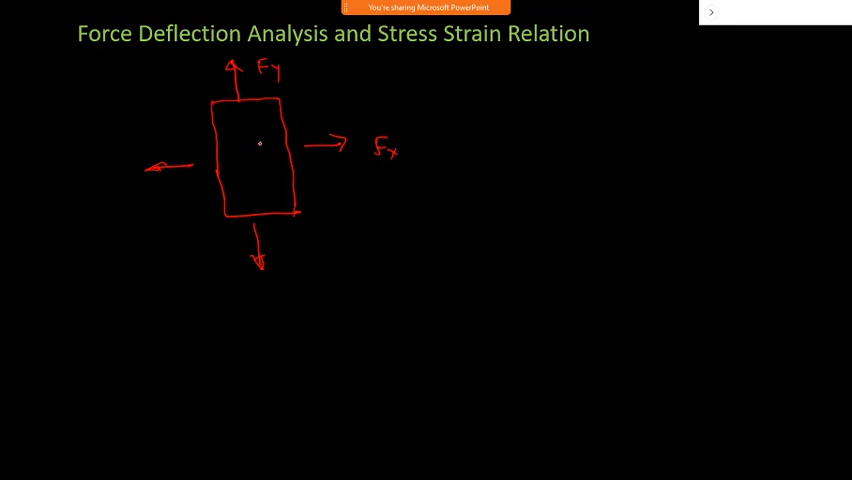 You're sharing Microsoft PowerPoint
Force Deflection Analysis and Stress Strain Relation
Fy
Fx